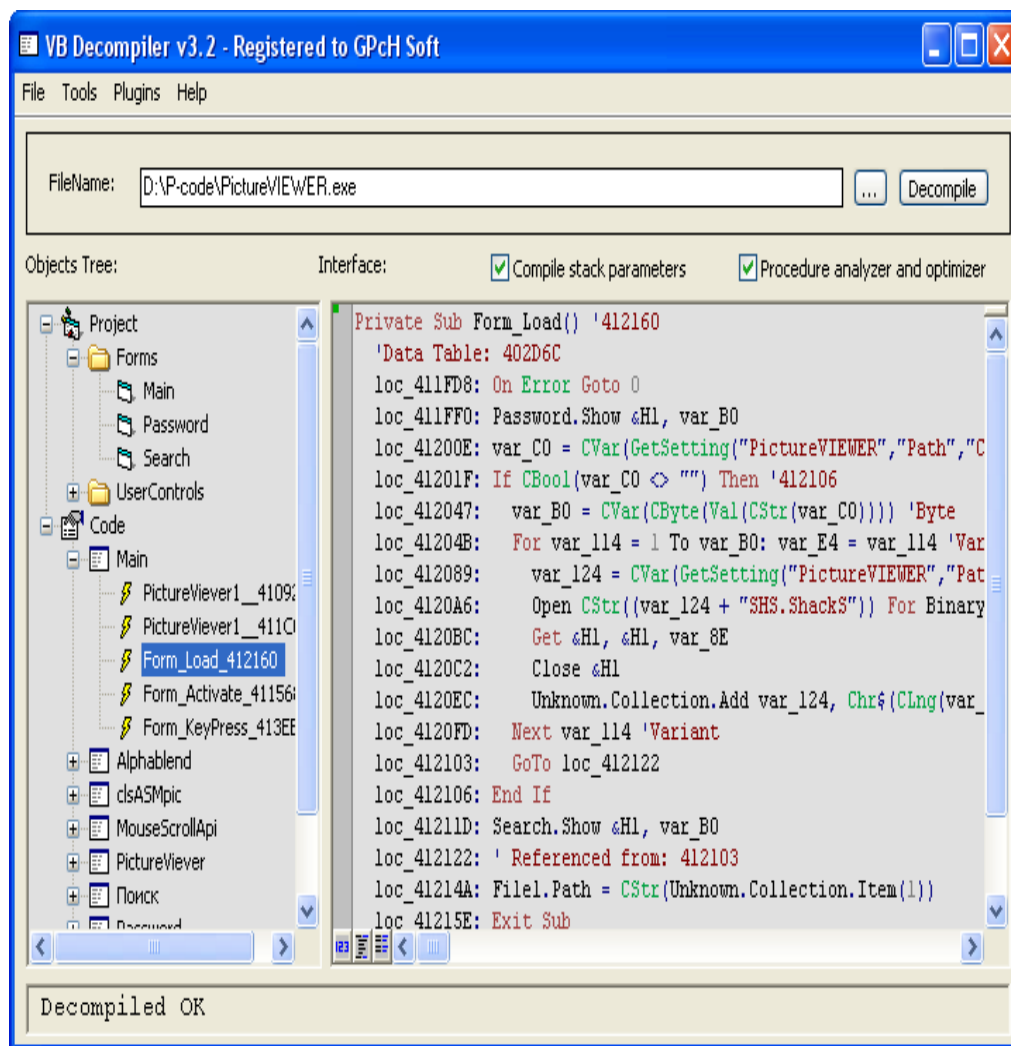 VB Decompiler v3.2 - Registered to GPcH Soft
File Tools Plugins Help
FileName: D:\P-code\PictureVIEWER.exe ... Decompile
Objects Tree: Interface: Compile stack parameters Procedure analyzer and optimizer
Project
Forms
Main
Password
Search
UserControls
Code
Main
PictureViever1__4109
PictureViever1__411C
Form_Load_412160
Form_Activate_41156
Form_KeyPress_413EE
Alphablend
clsASMpic
MouseScrollApi
PictureViever
Поиск
Password
Private Sub Form_Load() '412160
'Data Table: 402D6C
loc_411FD8: On Error Goto 0
loc_411FF0: Password.Show &H1, var_B0
loc_41200E: var_C0 = CVar(GetSetting("PictureVIEWER","Path","C
loc_41201F: If CBool(var_C0 <> "") Then '412106
loc_412047: var_B0 = CVar(CByte(Val(CStr(var_C0)))) 'Byte
loc_41204B: For var_114 = 1 To var_B0: var_E4 = var_114 'Var
loc_412089: var_124 = CVar(GetSetting("PictureVIEWER","Pat
loc_4120A6: Open CStr((var_124 + "SHS.ShackS")) For Binary
loc_4120BC: Get &H1, &H1, var_8E
loc_4120C2: Close &H1
loc_4120EC: Unknown.Collection.Add var_124, Chr$(CLng(var_
loc_4120FD: Next var_114 'Variant
loc_412103: GoTo loc_412122
loc_412106: End If
loc_41211D: Search.Show &H1, var_B0
loc_412122: ' Referenced from: 412103
loc_41214A: File1.Path = CStr(Unknown.Collection.Item(1))
loc_41215E: Exit Sub
123
Decompiled OK